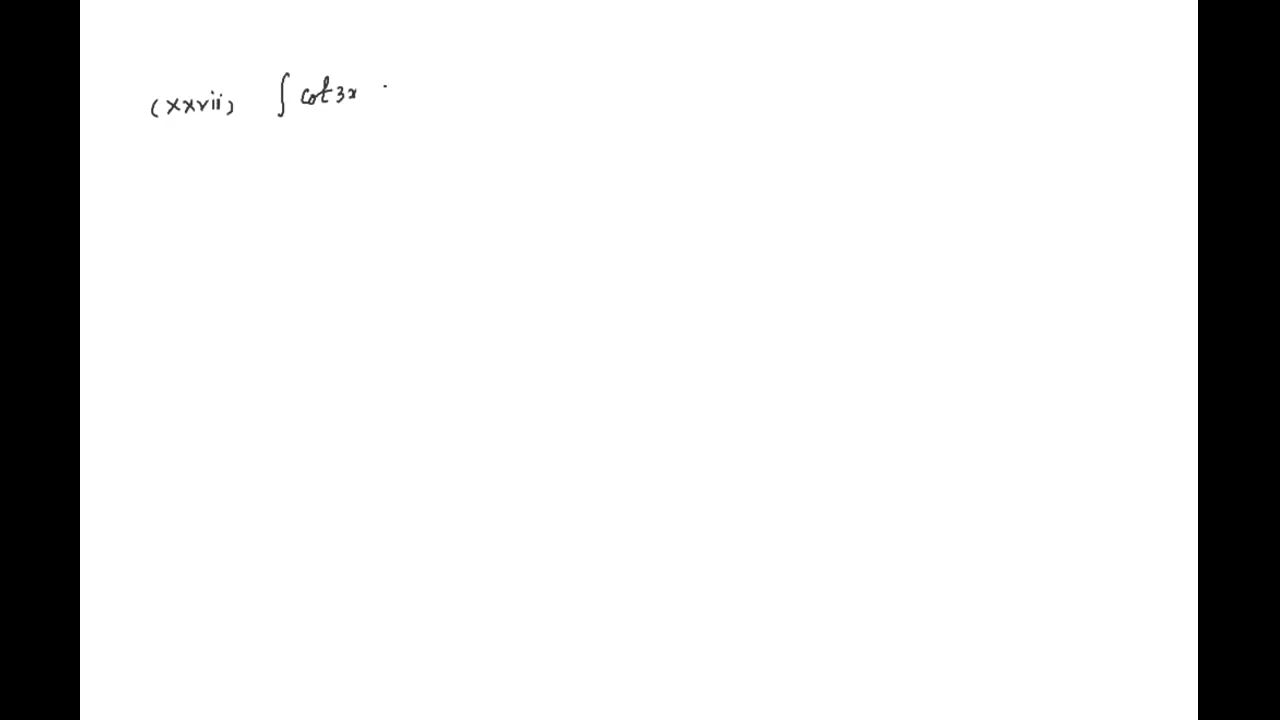 (xxvii) ∫ cot 3x